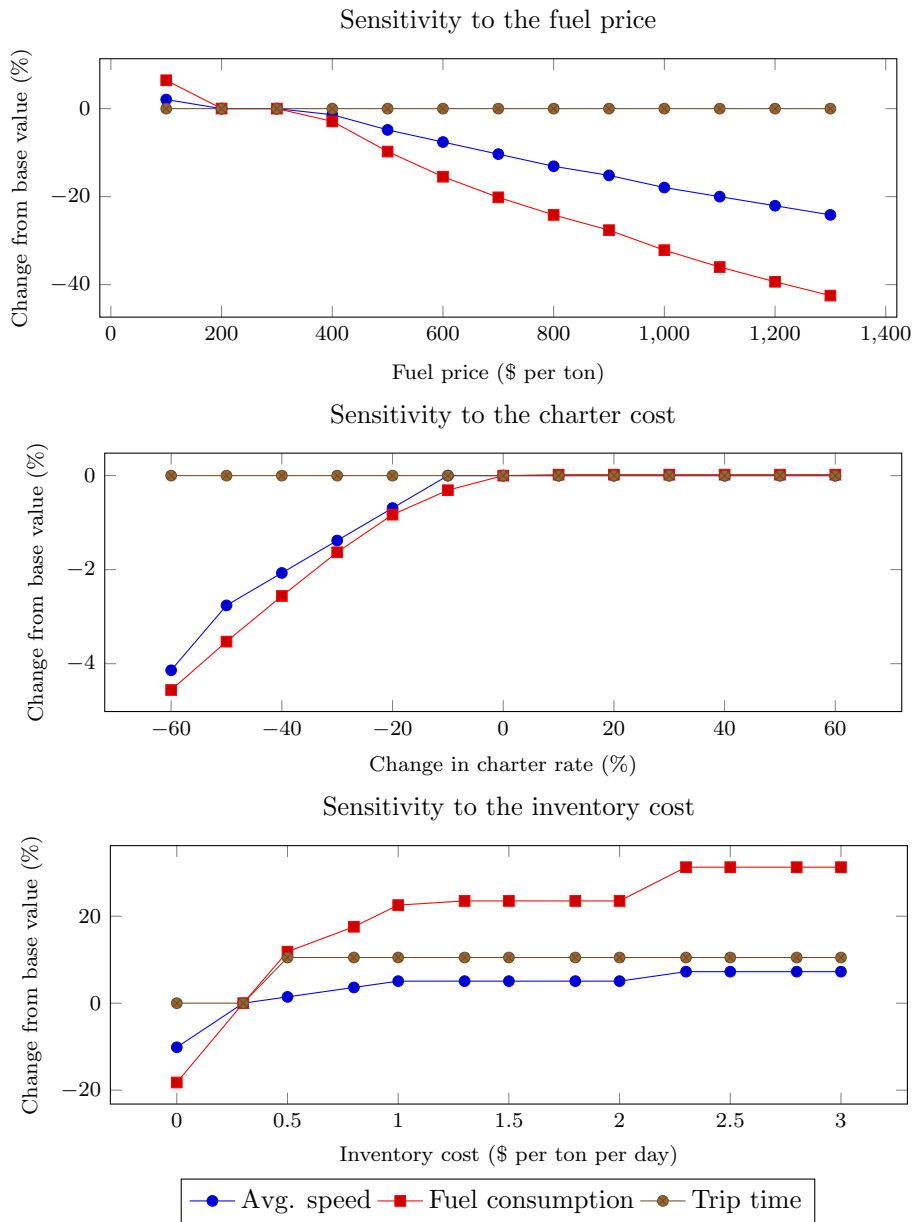 Sensitivity to the fuel price
Change from base value (%)
0
−20
−40
0 200 400 600 800 1,000 1,200 1,400
Fuel price ($ per ton)
Sensitivity to the charter cost
Change from base value (%)
0
−2
−4
−60 −40 −20 0 20 40 60
Change in charter rate (%)
Sensitivity to the inventory cost
Change from base value (%)
20
0
−20
0 0.5 1 1.5 2 2.5 3
Inventory cost ($ per ton per day)
Avg. speed Fuel consumption Trip time